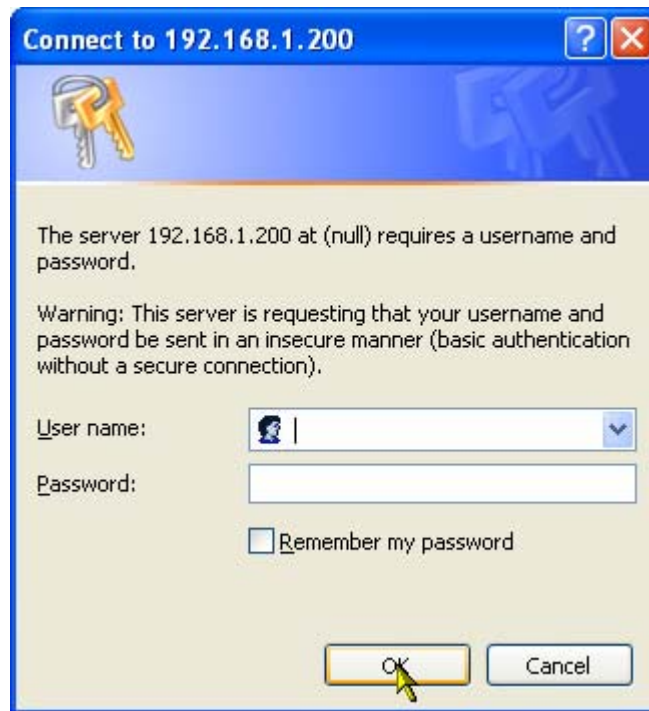 Connect to 192.168.1.200
The server 192.168.1.200 at (null) requires a username and
password.
Warning: This server is requesting that your username and
password be sent in an insecure manner (basic authentication
without a secure connection).
User name:
Password:
Remember my password
OK Cancel